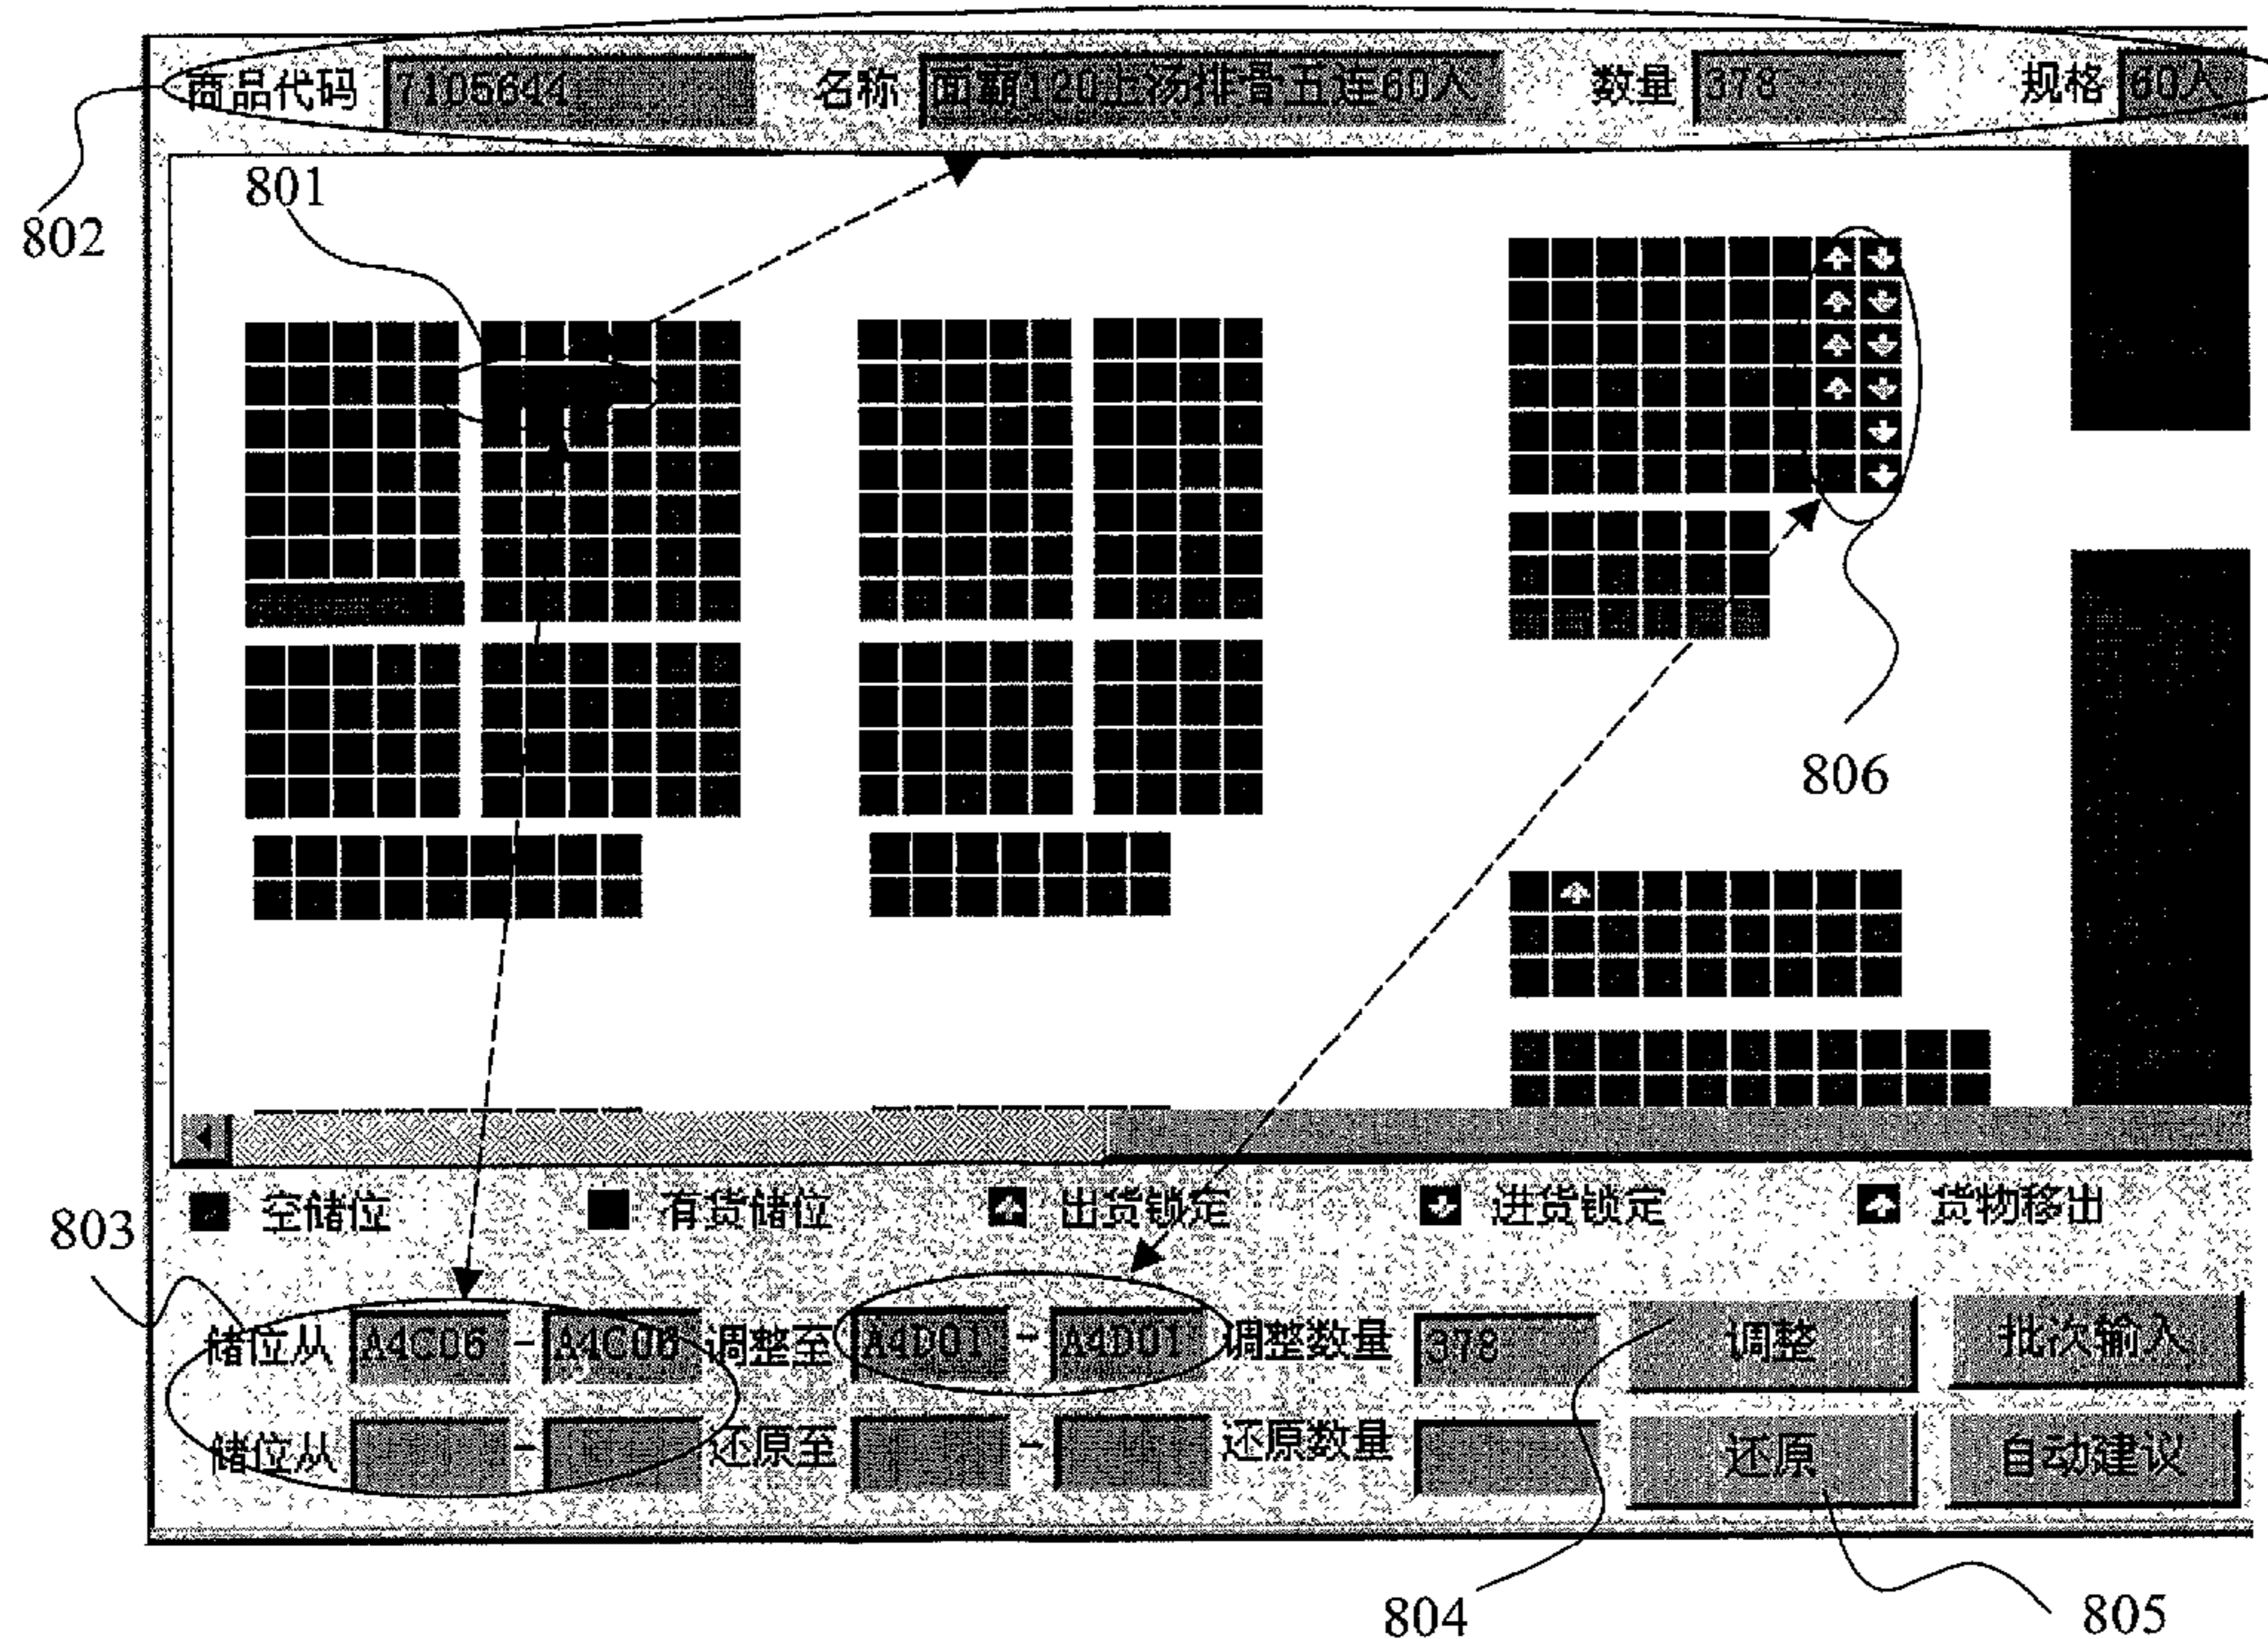 商品代码 7105644 名称 面霸120上汤排骨五连60入 数量 378 规格 60入
801
802
806
空储位 有货储位 出货锁定 进货锁定 货物移出
803
储位从 A4C06 - A4C06 调整至 A4D01 - A4D01 调整数量 378 调整 批次输入
储位从 - 还原至 - 还原数量 还原 自动建议
804
805